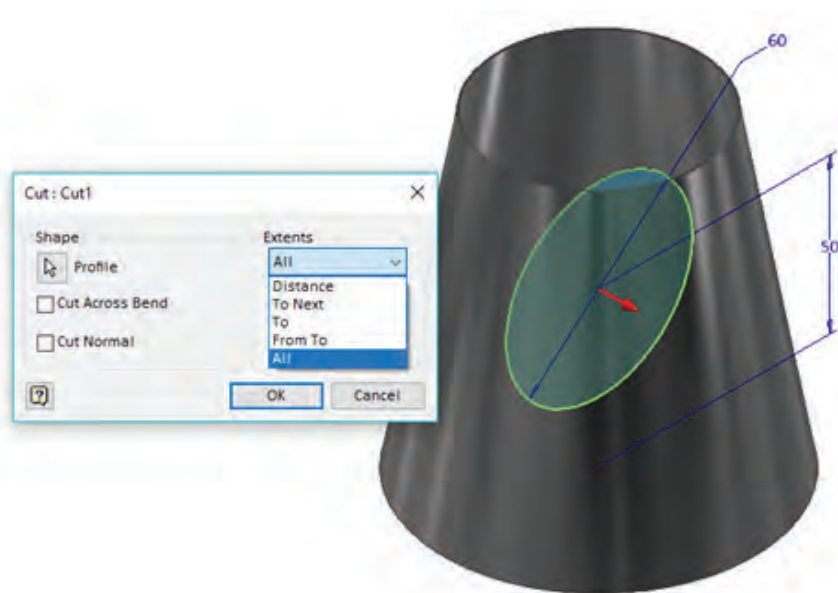 Cut : Cut1
Shape
Profile
Cut Across Bend
Cut Normal
Extents
All
Distance
To Next
To
From To
All
?
OK
Cancel
60
50